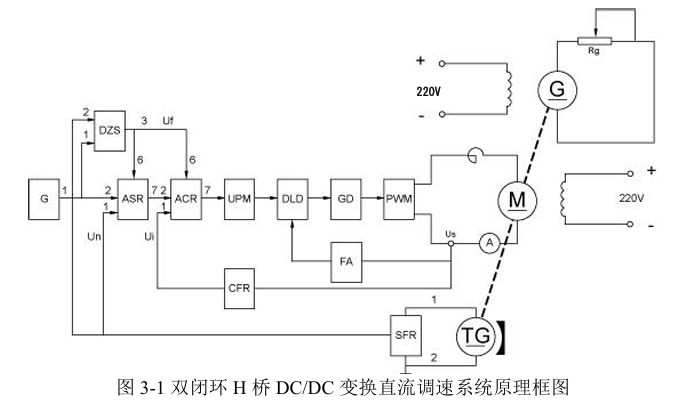 Rg
+
220V
-
G
+
220V
-
2
DZS
3
Uf
1
6
6
G
1
2
ASR
7
2
ACR
7
UPM
DLD
GD
PWM
M
1
1
Un
Ui
Us
A
FA
CFR
1
SFR
TG
2
图 3-1 双闭环 H 桥 DC/DC 变换直流调速系统原理框图